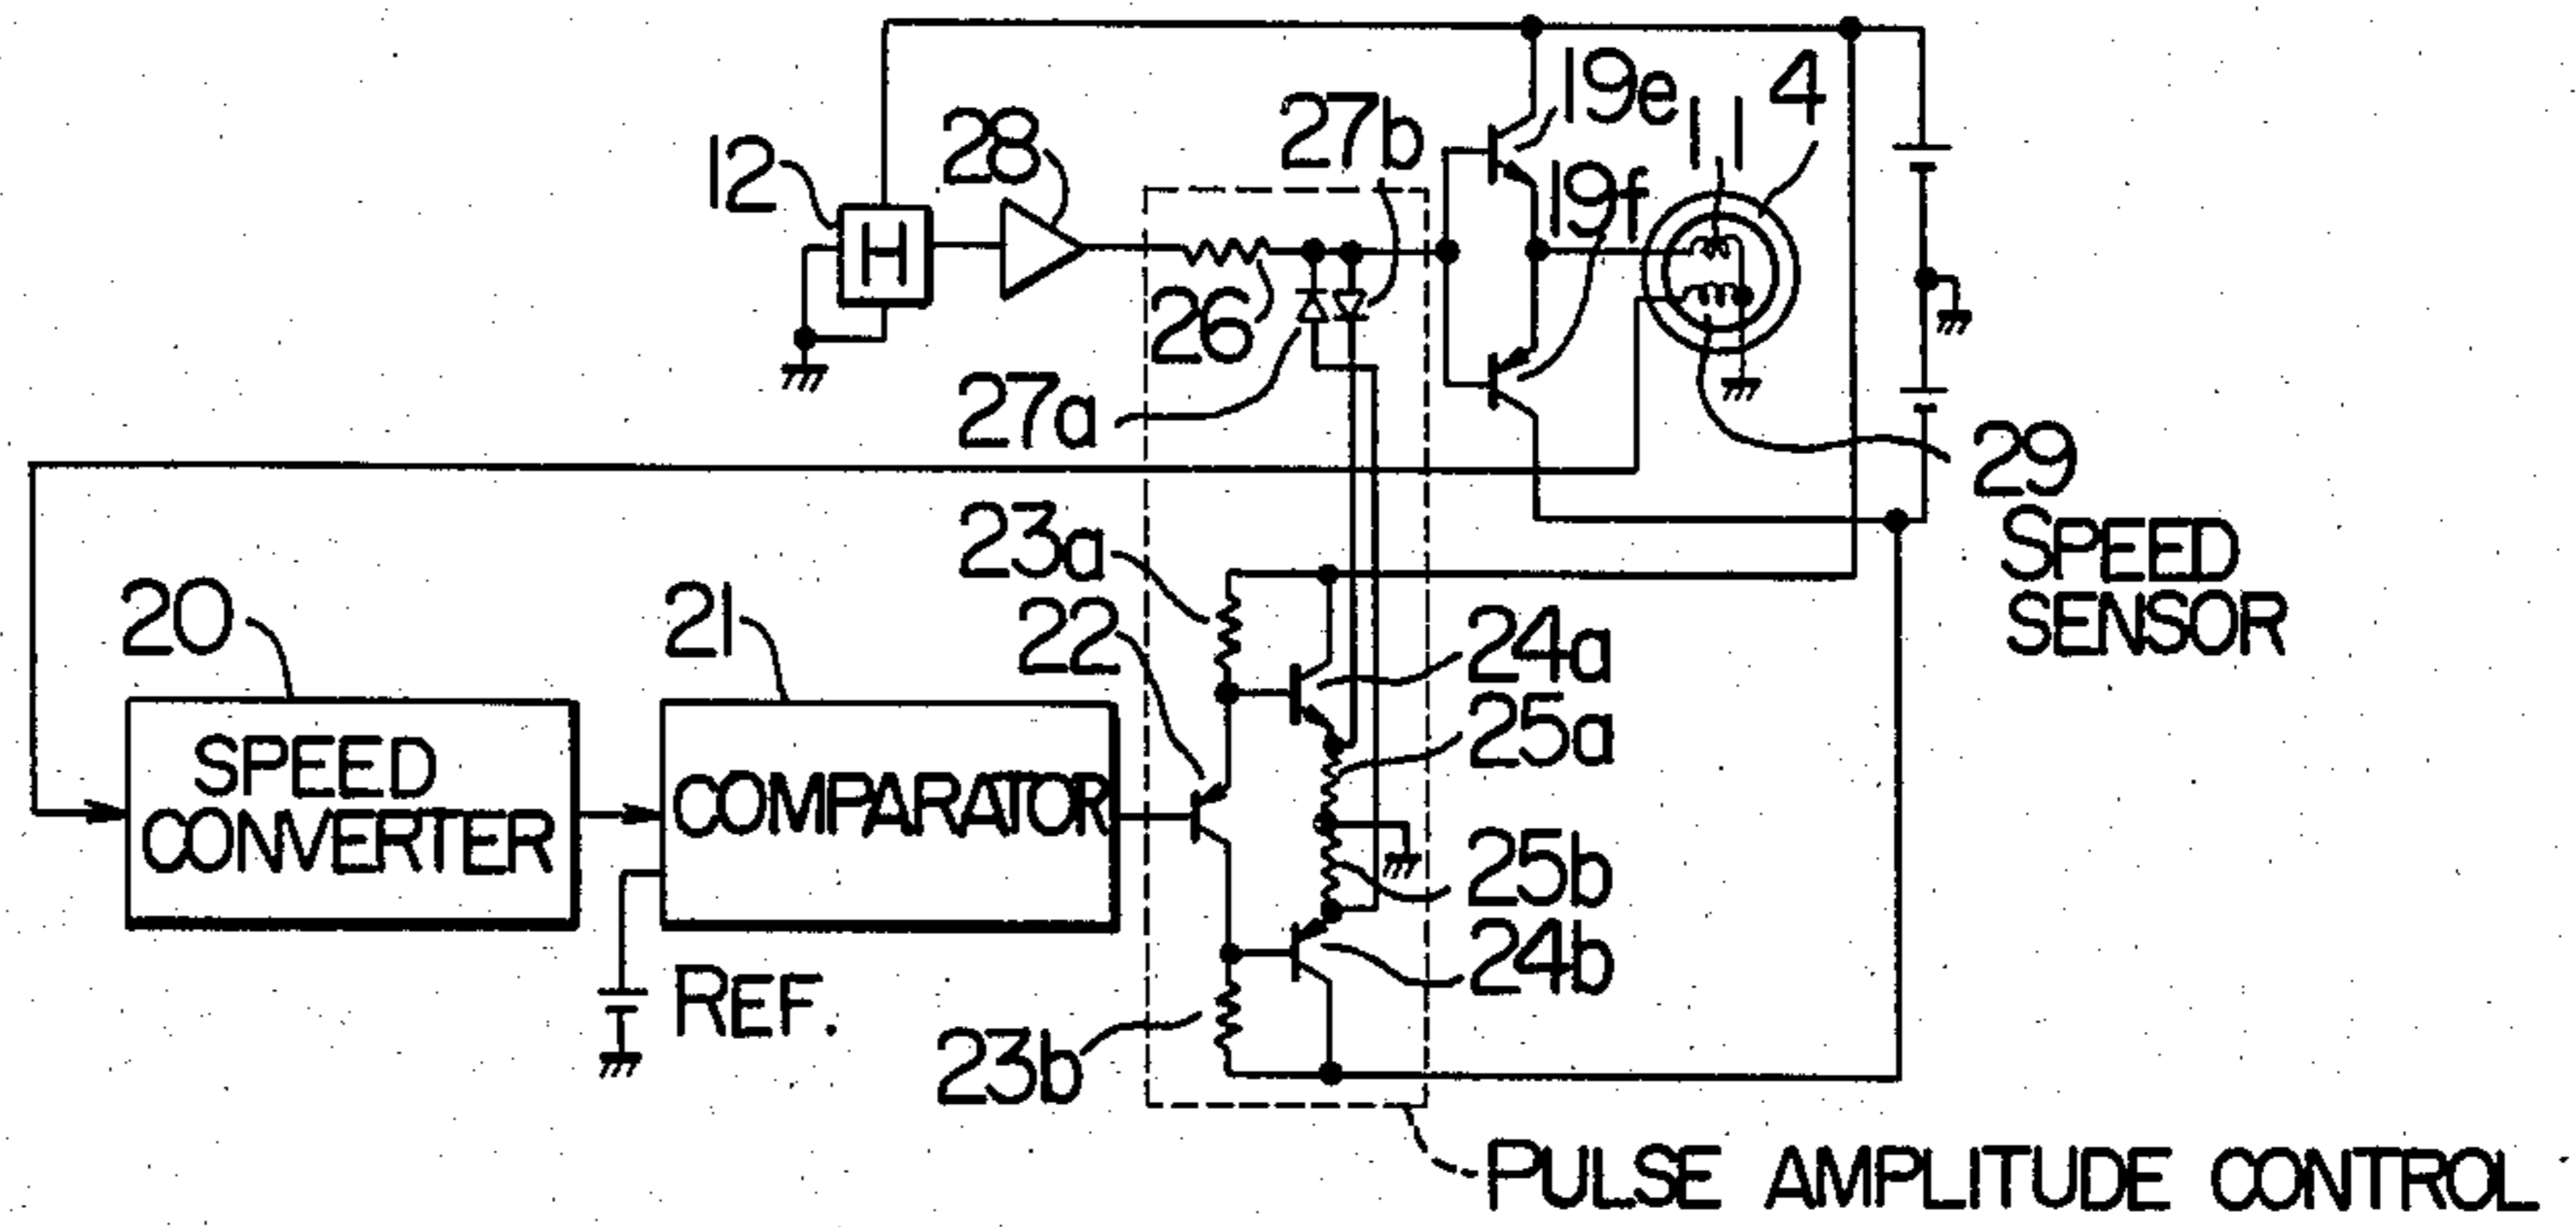 19e
11
4
12
28
27b
H
19f
26
27a
29
SPEED
SENSOR
23a
22
20
21
24a
25a
SPEED
CONVERTER
COMPARATOR
25b
24b
REF.
23b
PULSE AMPLITUDE CONTROL